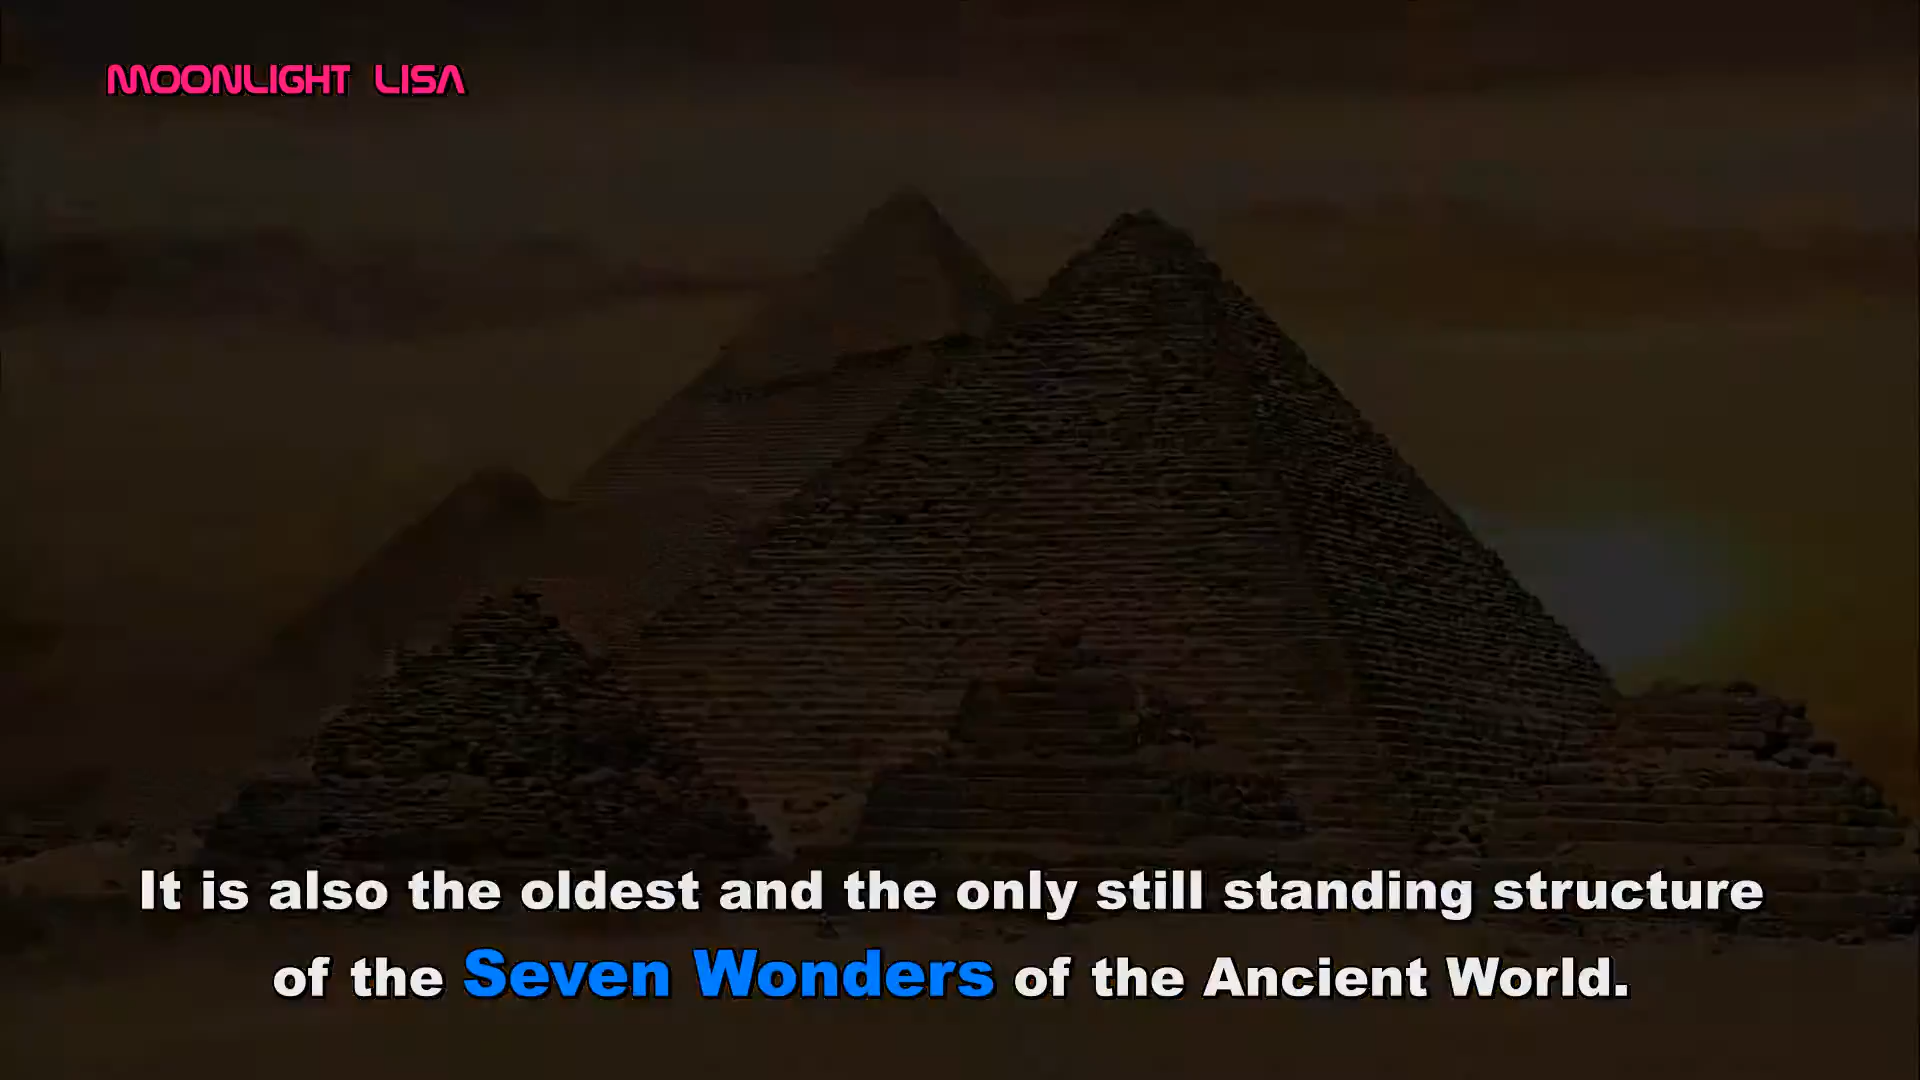 MOONLIGHT LISA
It is also the oldest and the only still standing structure
of the Seven Wonders of the Ancient World.